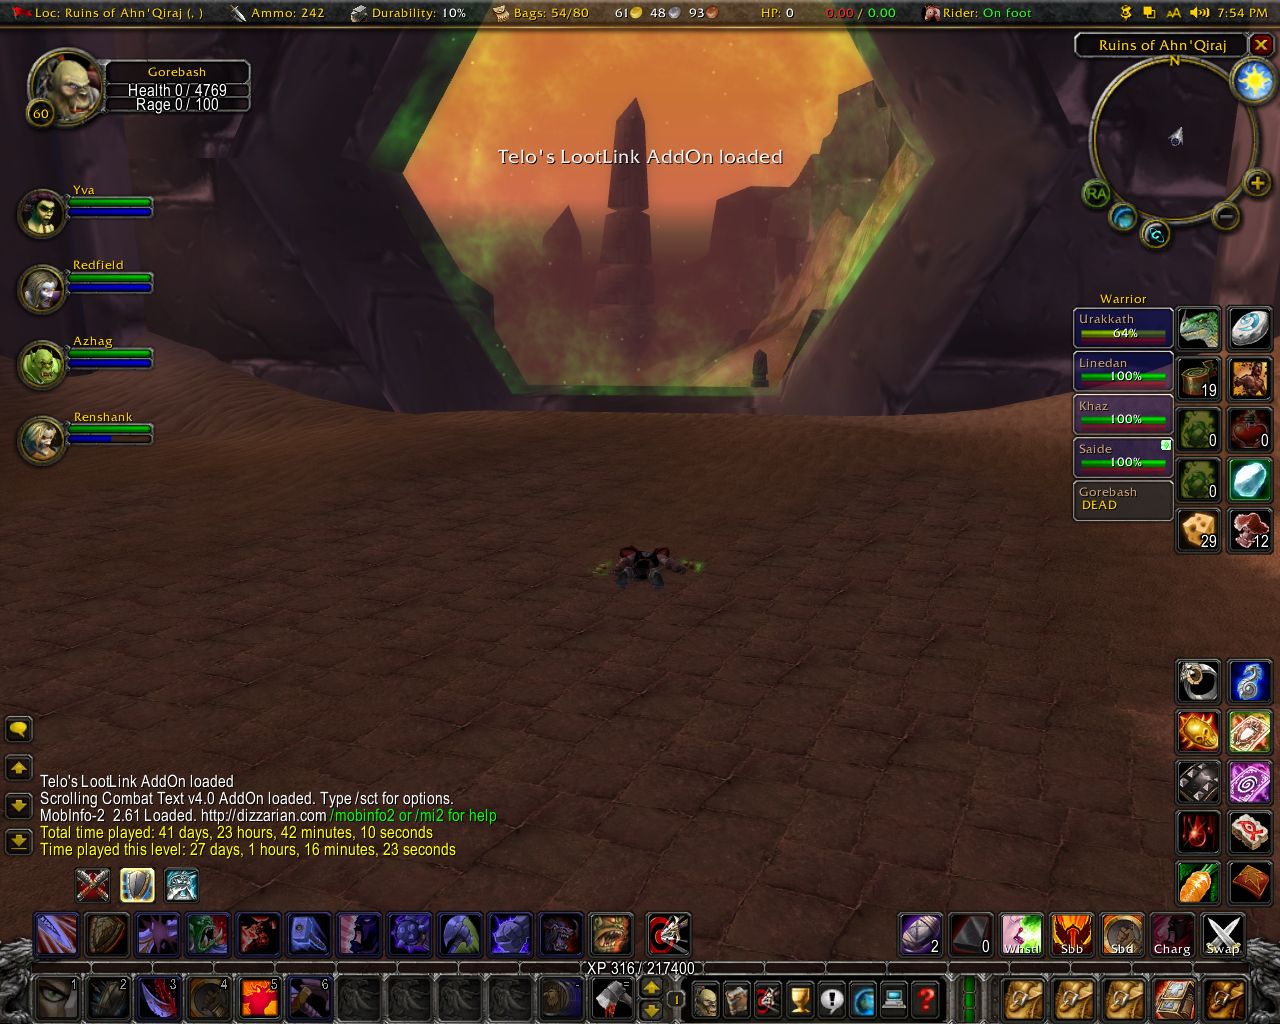 Loc: Ruins of Ahn'Qiraj (, ) Ammo: 242 Durability: 10% Bags: 54/80 61 48 93 HP: 0 0.00 / 0.00 Rider: On foot 7:54 PM
Ruins of Ahn'Qiraj
N
Gorebash
Health 0 / 4769
Rage 0 / 100
60
Telo's LootLink AddOn loaded
RA
Yva
Redfield
Azhag
Renshank
Warrior
Urakkath
64%
Linedan
100%
Khaz
100%
Saide
100%
Gorebash
DEAD
19
0
0
0
29
12
Telo's LootLink AddOn loaded
Scrolling Combat Text v4.0 AddOn loaded. Type /sct for options.
MobInfo-2 2.61 Loaded. http://dizzarian.com /mobinfo2 or /mi2 for help
Total time played: 41 days, 23 hours, 42 minutes, 10 seconds
Time played this level: 27 days, 1 hours, 16 minutes, 23 seconds
2
0
Whstl
Sbb
Sbd
Charg
Swap
XP 316 / 217400
1
2
3
4
5
6
-
=
1